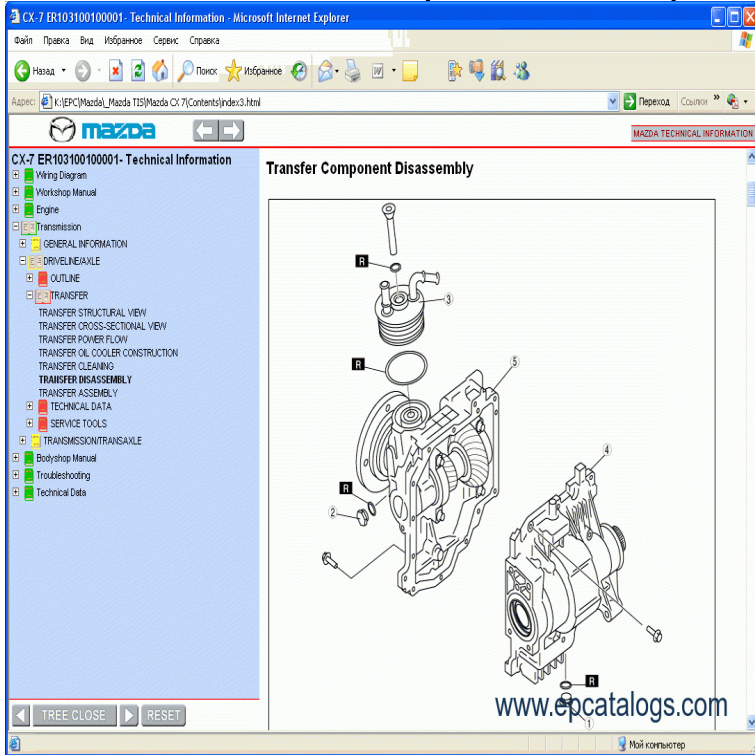 CX-7 ER103100100001- Technical Information - Microsoft Internet Explorer
Файл Правка Вид Избранное Сервис Справка
Назад Поиск Избранное
Адрес: K:\EPC\Mazda\_Mazda TIS\Mazda CX 7\Contents\index3.html Переход Ссылки »
mazda MAZDA TECHNICAL INFORMATION
CX-7 ER103100100001- Technical Information
Wiring Diagram
Workshop Manual
Engine
Transmission
GENERAL INFORMATION
DRIVELINE/AXLE
OUTLINE
TRANSFER
TRANSFER STRUCTURAL VIEW
TRANSFER CROSS-SECTIONAL VIEW
TRANSFER POWER FLOW
TRANSFER OIL COOLER CONSTRUCTION
TRANSFER CLEANING
TRANSFER DISASSEMBLY
TRANSFER ASSEMBLY
TECHNICAL DATA
SERVICE TOOLS
TRANSMISSION/TRANSAXLE
Bodyshop Manual
Troubleshooting
Technical Data
TREE CLOSE RESET
Transfer Component Disassembly
R
3
R
5
4
R
2
R
1
www.epcatalogs.com
Мой компьютер